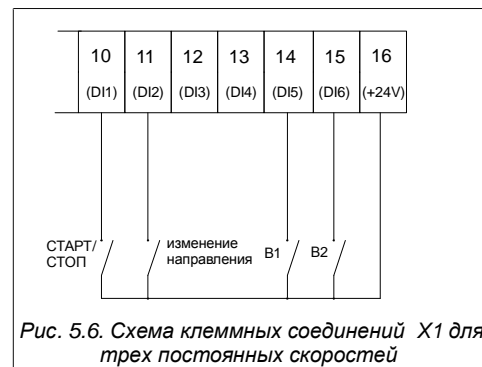 10 11 12 13 14 15 16
(DI1) (DI2) (DI3) (DI4) (DI5) (DI6) (+24V)
СТАРТ/
СТОП
изменение
направления
B1
B2
Рис. 5.6. Схема клеммных соединений X1 для
трех постоянных скоростей